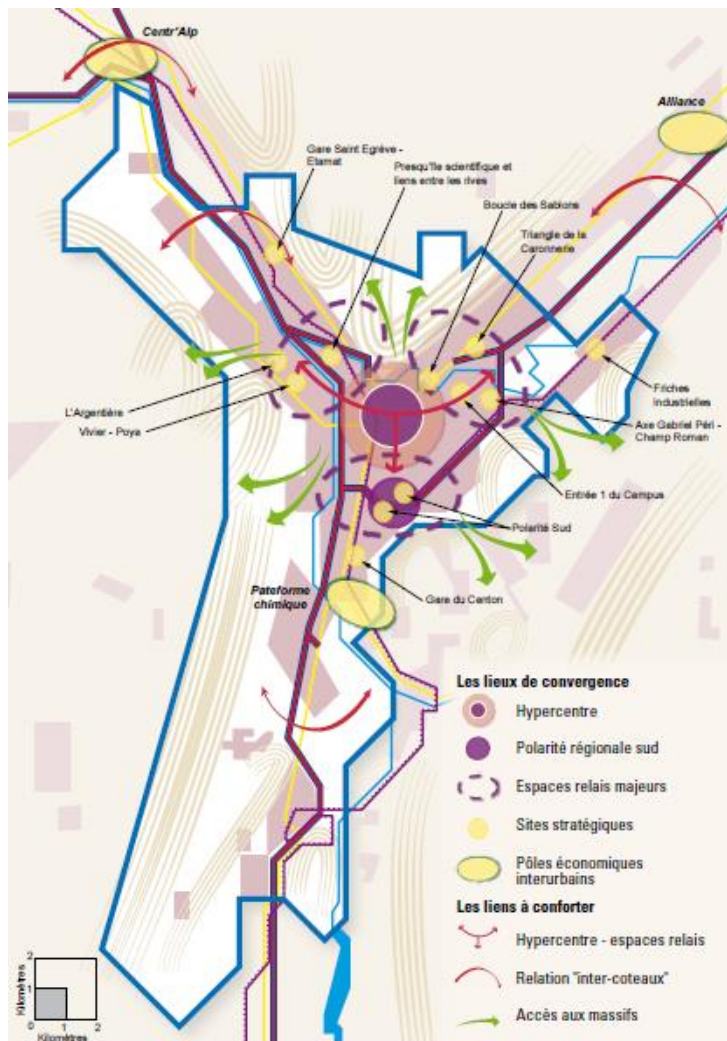 Centr'Alp
Alliance
Gare Saint Egrève -
Etamat
Presqu'île scientifique et
liens entre les rives
Boucle des Sablons
Triangle de la
Caronnerie
L'Argentière
Vivier - Poya
Friches
Industrielles
Axe Gabriel Péri -
Champ Roman
Entrée 1 du Campus
Polarité Sud
Pateforme
chimique
Gare du Canton
Les lieux de convergence
Hypercentre
Polarité régionale sud
Espaces relais majeurs
Sites stratégiques
Pôles économiques
interurbains
Les liens à conforter
Hypercentre - espaces relais
Relation "inter-coteaux"
Accès aux massifs
Kilomètres
2
1
0
0 1 2
Kilomètres